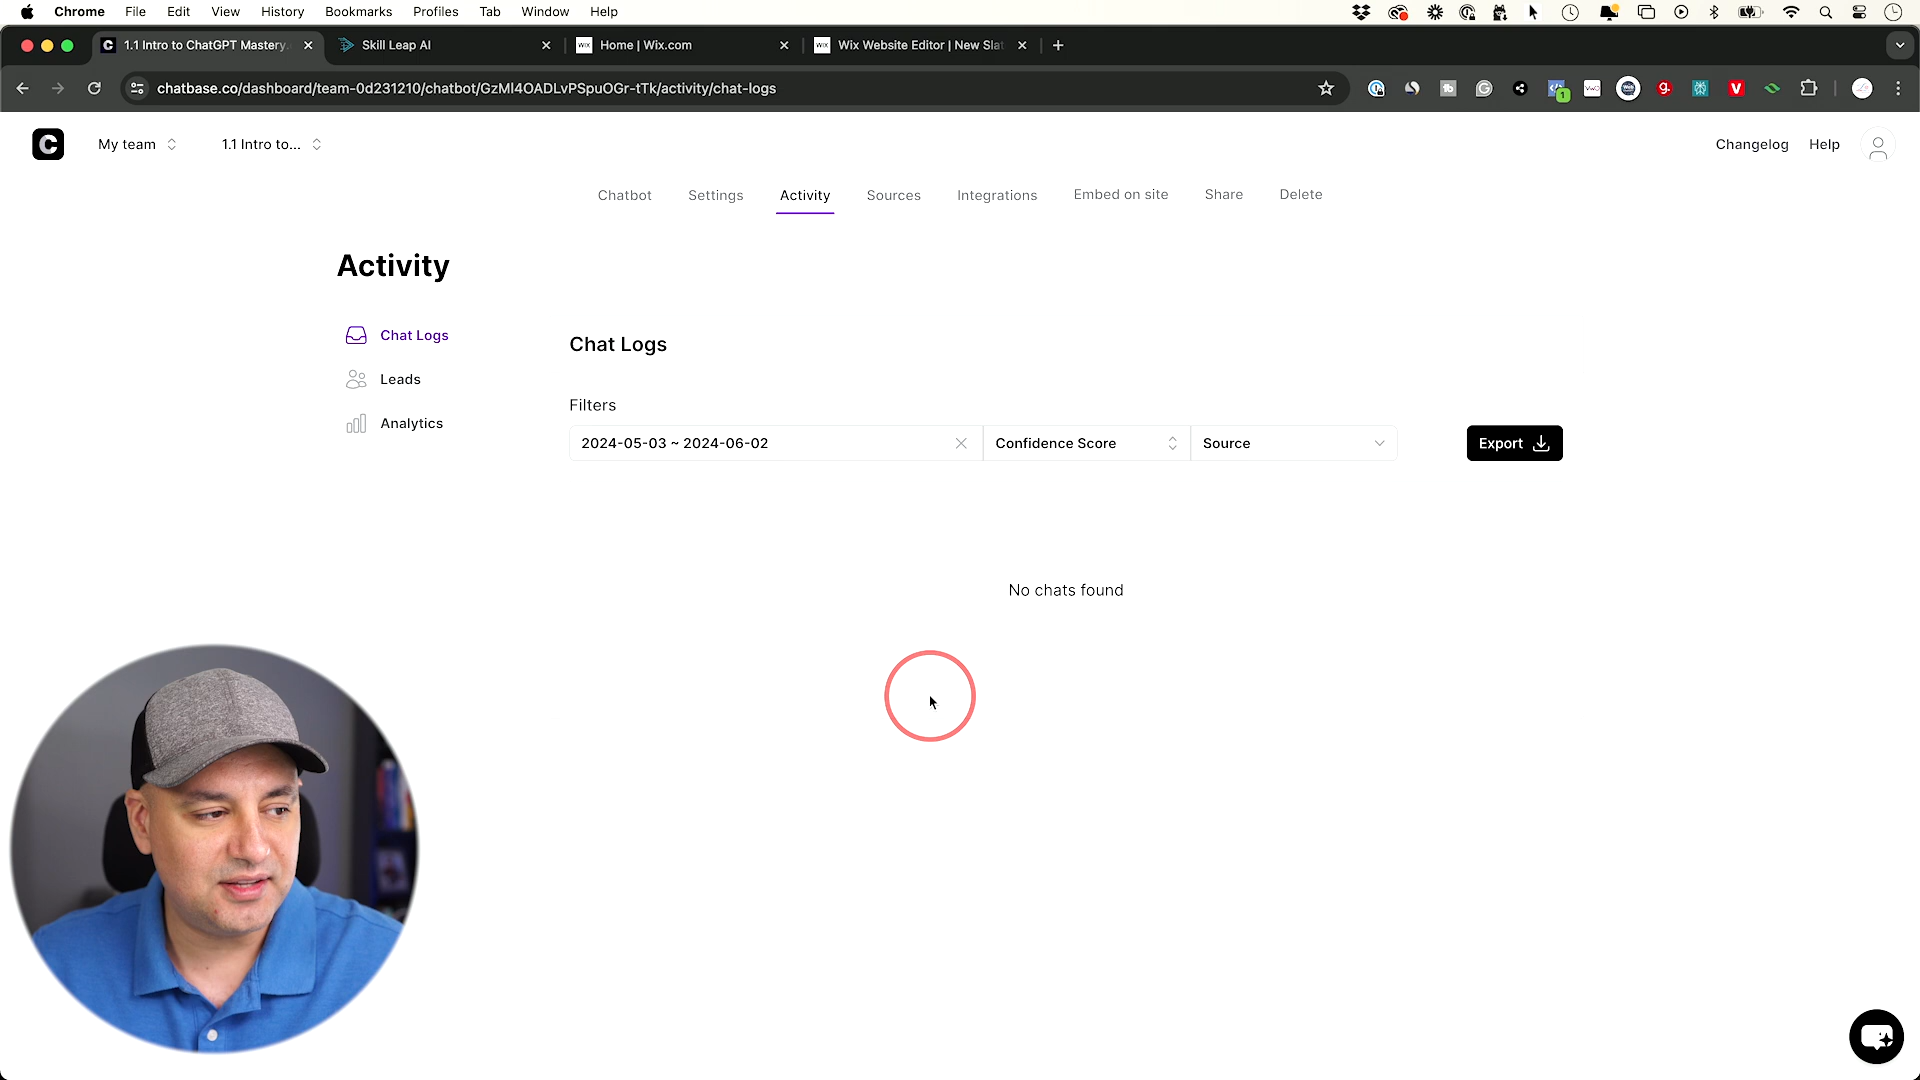 Chrome File Edit View History Bookmarks Profiles Tab Window Help
1.1 Intro to ChatGPT Mastery. Skill Leap AI Home | Wix.com Wix Website Editor | New Slat
chatbase.co/dashboard/team-0d231210/chatbot/GzMl4OADLvPSpuOGr-tTk/activity/chat-logs
My team 1.1 Intro to... Changelog Help
Chatbot Settings Activity Sources Integrations Embed on site Share Delete
Activity
Chat Logs
Leads
Analytics
Chat Logs
Filters
2024-05-03 ~ 2024-06-02 Confidence Score Source Export
No chats found